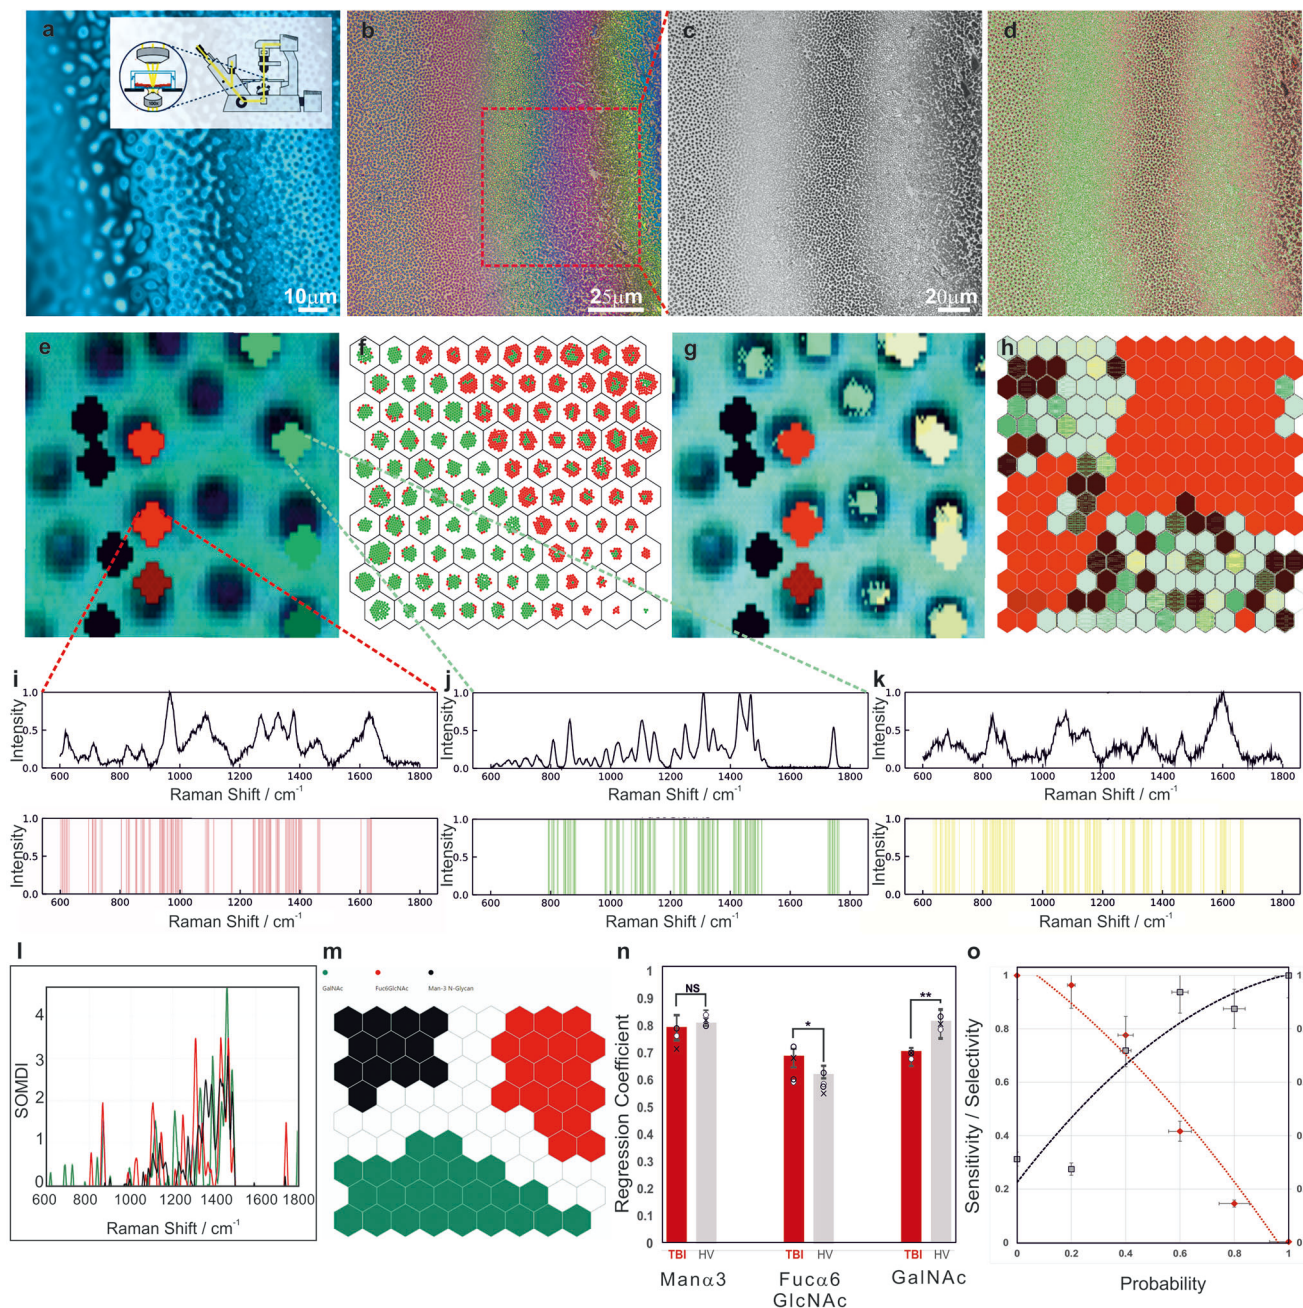 a
b
c
d
10μm
25μm
20μm
e
f
g
h
i
j
k
1.0
0.5
0.0
Intensity
600 800 1000 1200 1400 1600 1800
Raman Shift / cm-1
1.0
0.5
0.0
Intensity
600 800 1000 1200 1400 1600 1800
Raman Shift / cm-1
1.0
0.5
0.0
Intensity
600 800 1000 1200 1400 1600 1800
Raman Shift / cm-1
1.0
0.5
0.0
Intensity
600 800 1000 1200 1400 1600 1800
Raman Shift / cm-1
1.0
0.5
0.0
Intensity
600 800 1000 1200 1400 1600 1800
Raman Shift / cm-1
1.0
0.5
0.0
Intensity
600 800 1000 1200 1400 1600 1800
Raman Shift / cm-1
l
4
3
2
1
0
SOMDI
600 1000 1200 1400 1600 1800
Raman Shift / cm-1
m
GalNAc Fuc6GlcNAc Man-3 N-Glycan
n
1
0.9
0.8
0.7
0.6
0.5
0.4
0.3
0.2
0.1
0
Regression Coefficient
NS
*
**
TBI HV TBI HV TBI HV
Manα3 Fucα6 GalNAc
GlcNAc
o
1
0.8
0.6
0.4
0.2
0
Sensitivity / Selectivity
0 0.2 0.4 0.6 0.8 1
Probability